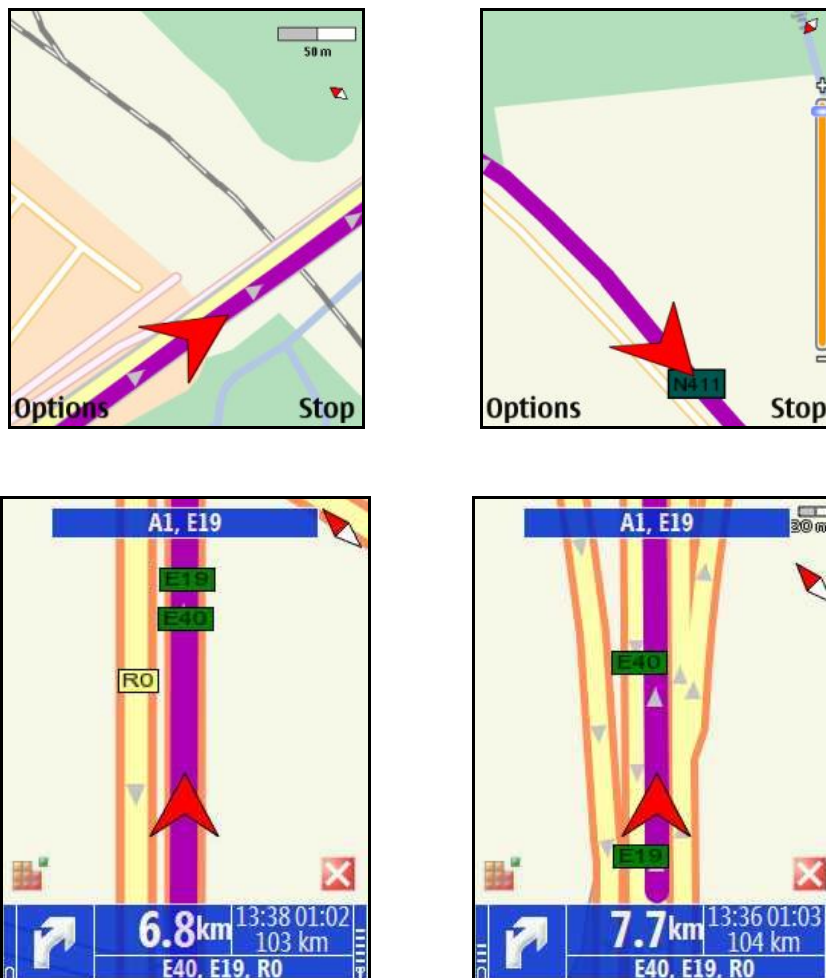 50 m
Options
Stop
N411
Options
Stop
A1, E19
E19
E40
R0
6.8km
13:38 01:02
103 km
E40, E19, R0
A1, E19
30 m
E40
E19
7.7km
13:36 01:03
104 km
E40, E19, R0